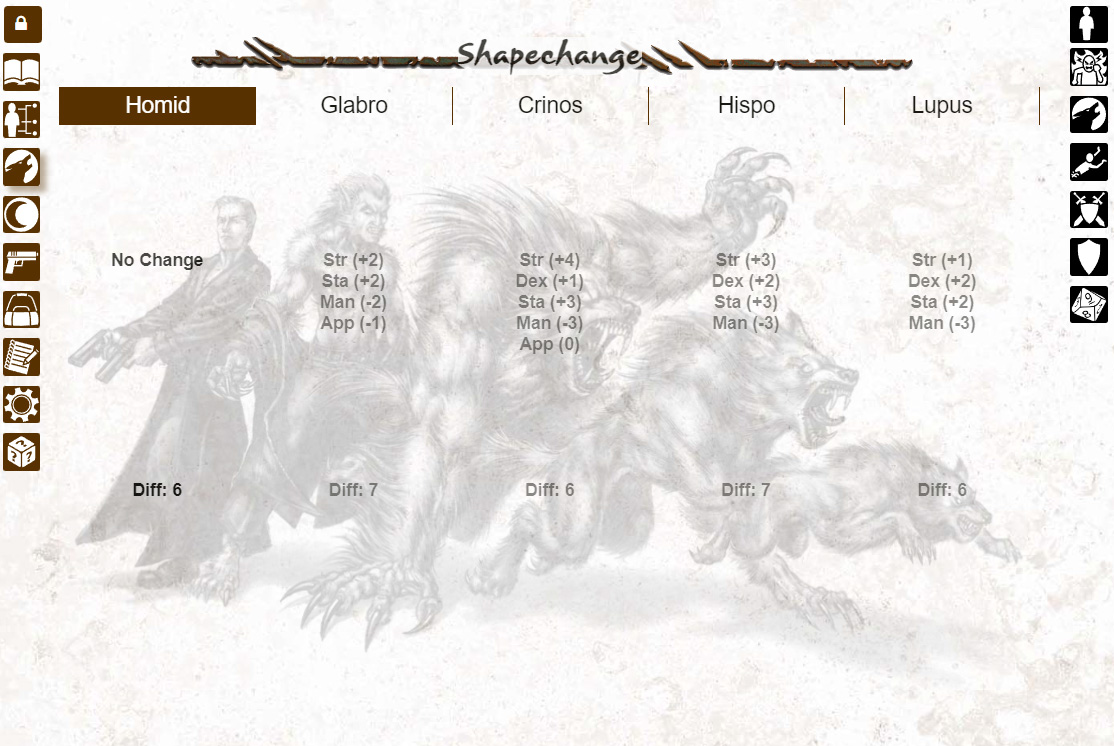 Shapechange
Homid
Glabro
Crinos
Hispo
Lupus
No Change
Str (+2)
Sta (+2)
Man (-2)
App (-1)
Str (+4)
Dex (+1)
Sta (+3)
Man (-3)
App (0)
Str (+3)
Dex (+2)
Sta (+3)
Man (-3)
Str (+1)
Dex (+2)
Sta (+2)
Man (-3)
Diff: 6
Diff: 7
Diff: 6
Diff: 7
Diff: 6